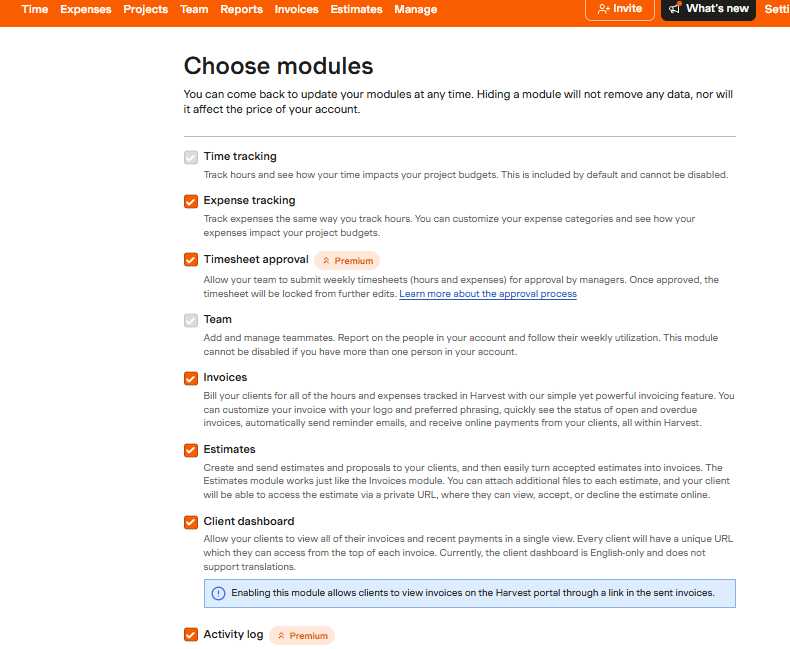 Time Expenses Projects Team Reports Invoices Estimates Manage Invite What's new
Choose modules
You can come back to update your modules at any time. Hiding a module will not remove any data, nor will
it affect the price of your account.
Time tracking
Track hours and see how your time impacts your project budgets. This is included by default and cannot be disabled.
Expense tracking
Track expenses the same way you track hours. You can customize your expense categories and see how your
expenses impact your project budgets.
Timesheet approval Premium
Allow your team to submit weekly timesheets (hours and expenses) for approval by managers. Once approved, the
timesheet will be locked from further edits. Learn more about the approval process
Team
Add and manage teammates. Report on the people in your account and follow their weekly utilization. This module
cannot be disabled if you have more than one person in your account.
Invoices
Bill your clients for all of the hours and expenses tracked in Harvest with our simple yet powerful invoicing feature. You
can customize your invoice with your logo and preferred phrasing, quickly see the status of open and overdue
invoices, automatically send reminder emails, and receive online payments from your clients, all within Harvest.
Estimates
Create and send estimates and proposals to your clients, and then easily turn accepted estimates into invoices. The
Estimates module works just like the Invoices module. You can attach additional files to each estimate, and your client
will be able to access the estimate via a private URL, where they can view, accept, or decline the estimate online.
Client dashboard
Allow your clients to view all of their invoices and recent payments in a single view. Every client will have a unique URL
which they can access from the top of each invoice. Currently, the client dashboard is English-only and does not
support translations.
Enabling this module allows clients to view invoices on the Harvest portal through a link in the sent invoices.
Activity log Premium